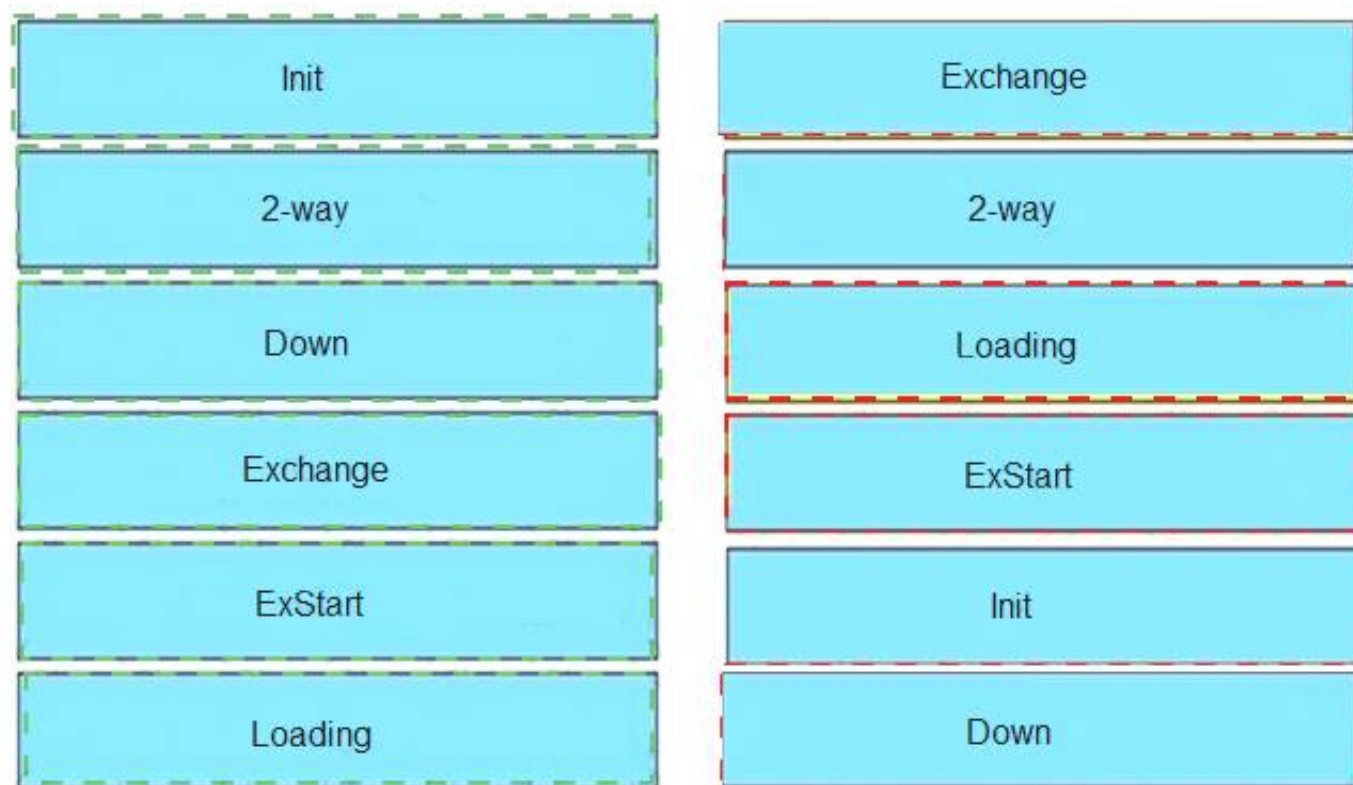 Init
2-way
Down
Exchange
ExStart
Loading
Exchange
2-way
Loading
ExStart
Init
Down